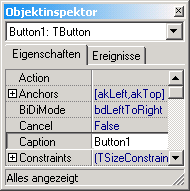 Objektinspektor
Button1: TButton
Eigenschaften Ereignisse
Action
Anchors [akLeft,akTop]
BiDiMode bdLeftToRight
Cancel False
Caption Button1
Constraints (TSizeConstrain
Alles angezeigt